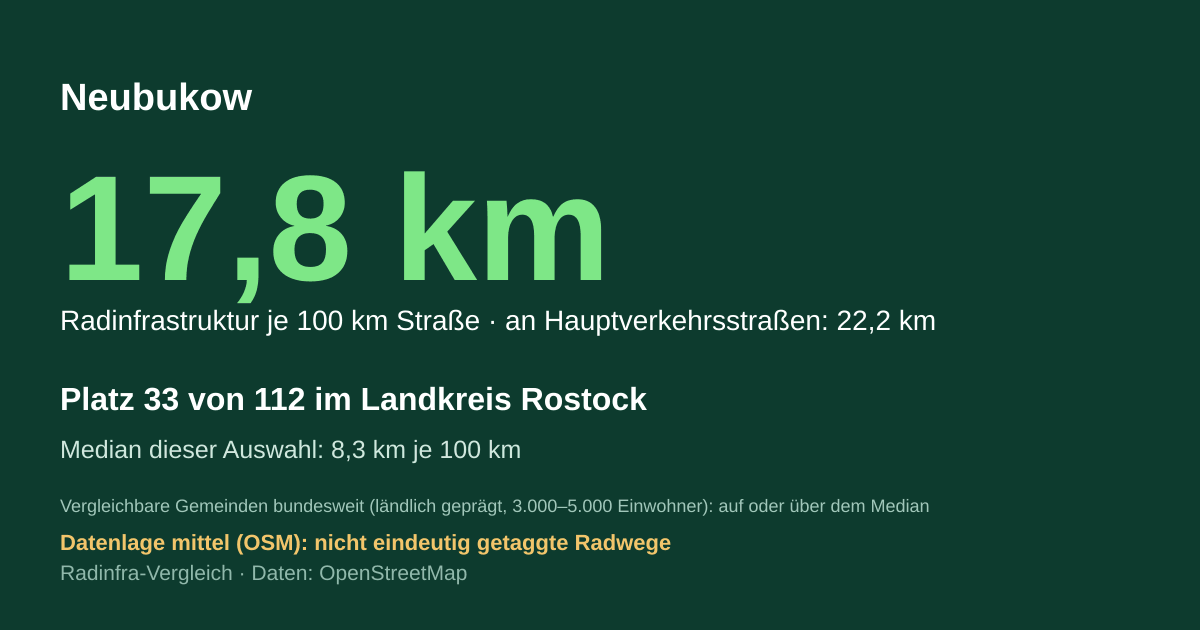 Neubukow
17,8 km
Radinfrastruktur je 100 km Straße · an Hauptverkehrsstraßen: 22,2 km
Platz 33 von 112 im Landkreis Rostock
Median dieser Auswahl: 8,3 km je 100 km
Vergleichbare Gemeinden bundesweit (ländlich geprägt, 3.000–5.000 Einwohner): auf oder über dem Median
Datenlage mittel (OSM): nicht eindeutig getaggte Radwege
Radinfra-Vergleich · Daten: OpenStreetMap